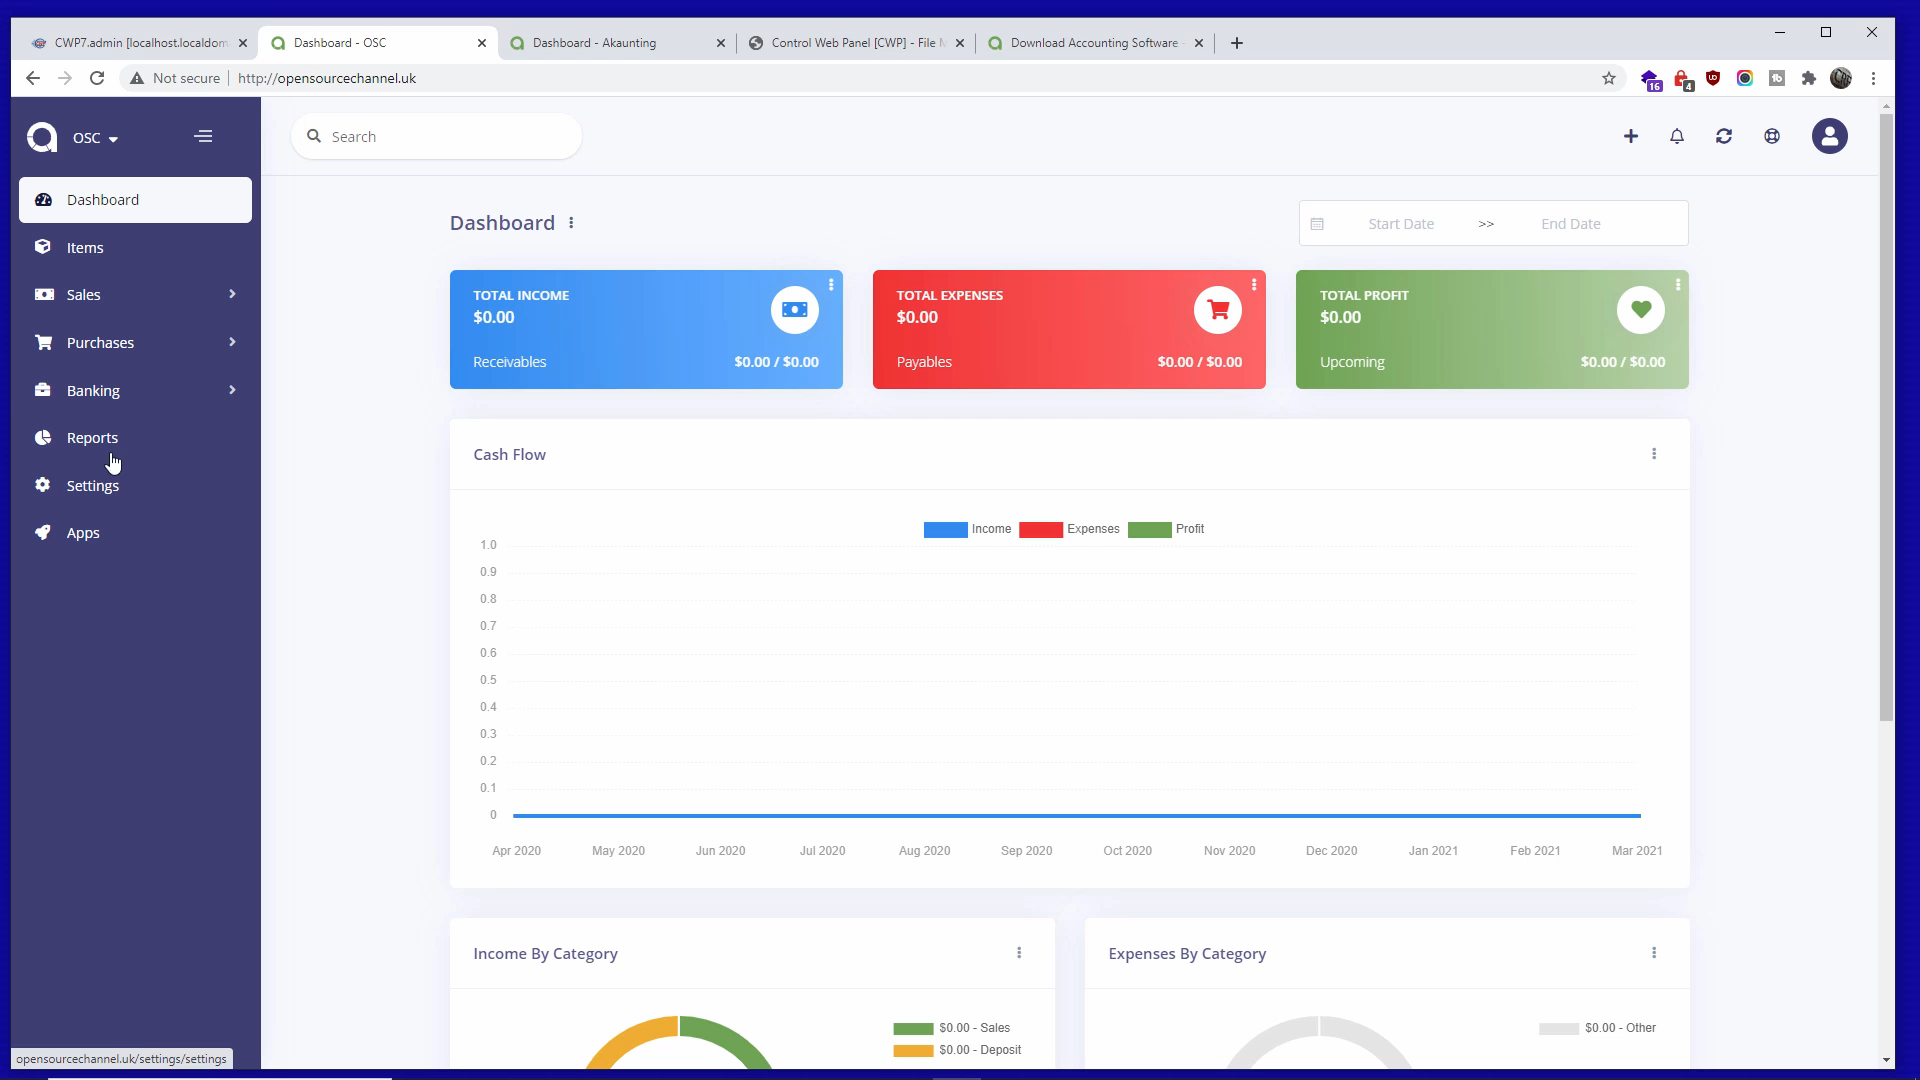 CWP7.admin [localhost.localdom
Dashboard - OSC
Dashboard - Akaunting
Control Web Panel [CWP] - File M
Download Accounting Software -
Not secure
http://opensourcechannel.uk
16
4
OSC
Search
Dashboard
Items
Sales
Purchases
Banking
Reports
Settings
Apps
Dashboard
Start Date
>>
End Date
TOTAL INCOME
$0.00
Receivables
$0.00 / $0.00
TOTAL EXPENSES
$0.00
Payables
$0.00 / $0.00
TOTAL PROFIT
$0.00
Upcoming
$0.00 / $0.00
Cash Flow
Income
Expenses
Profit
1.0
0.9
0.8
0.7
0.6
0.5
0.4
0.3
0.2
0.1
0
Apr 2020
May 2020
Jun 2020
Jul 2020
Aug 2020
Sep 2020
Oct 2020
Nov 2020
Dec 2020
Jan 2021
Feb 2021
Mar 2021
Income By Category
$0.00 - Sales
$0.00 - Deposit
Expenses By Category
$0.00 - Other
opensourcechannel.uk/settings/settings